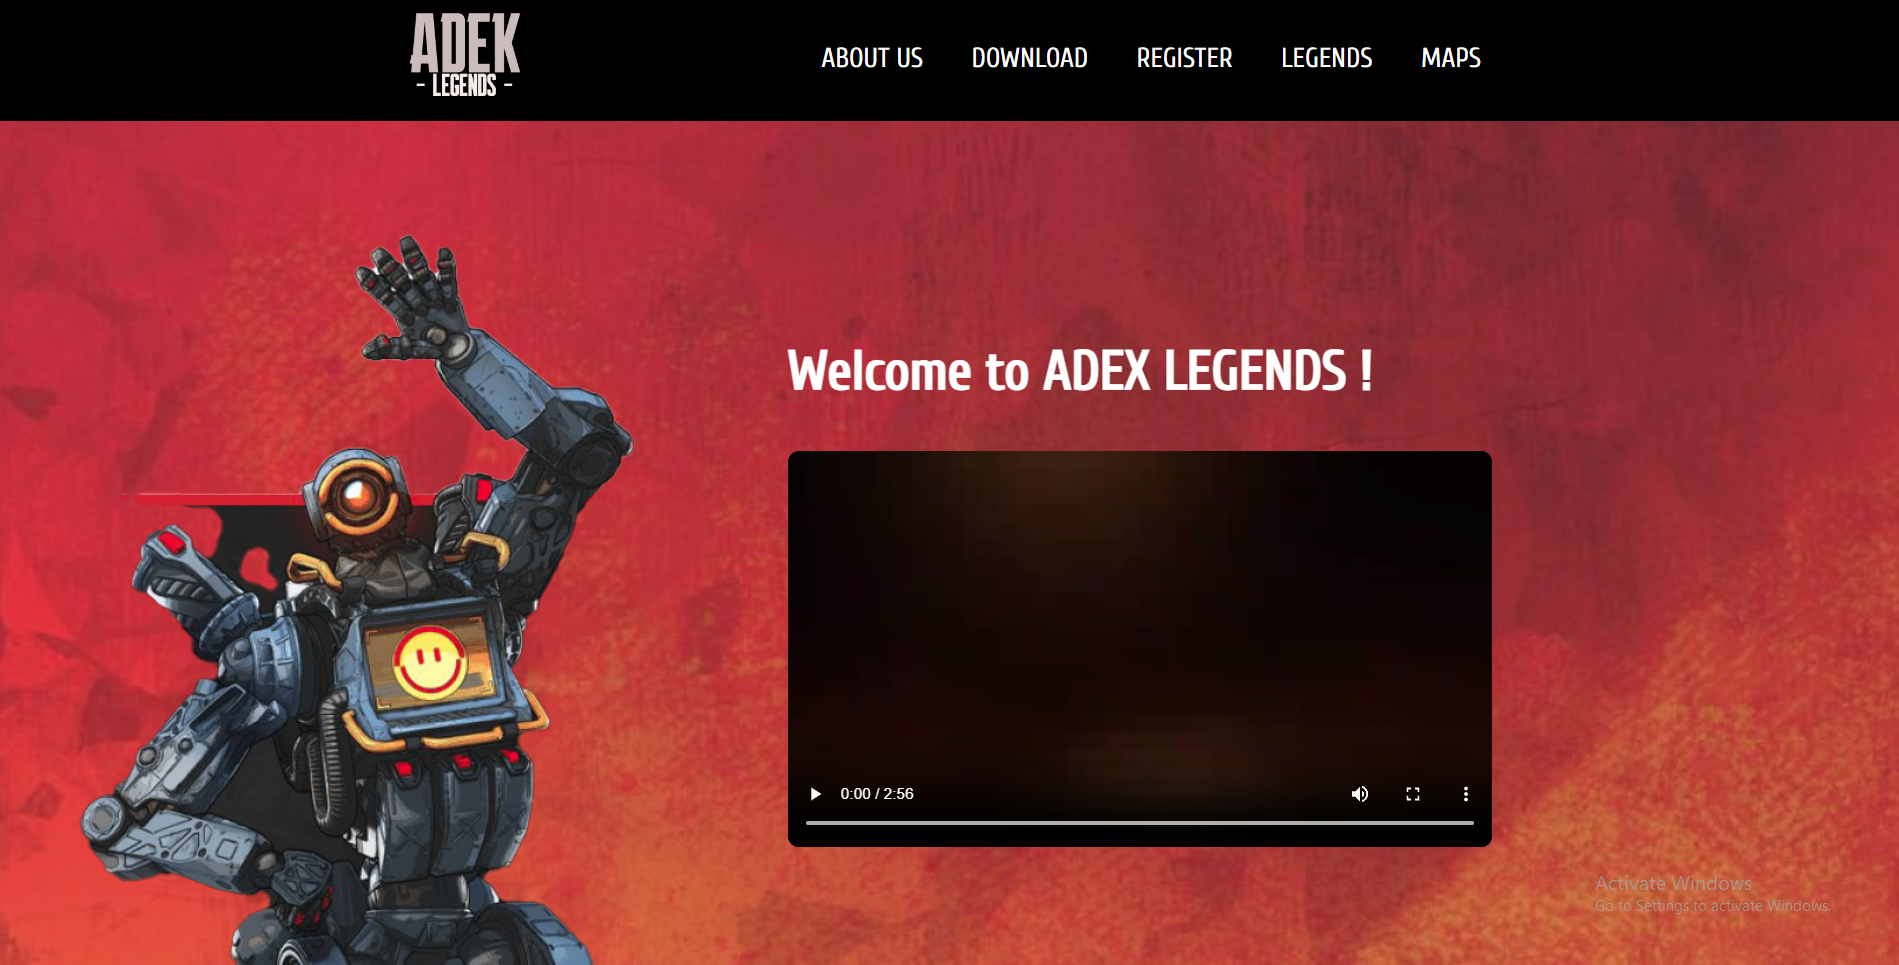 ADEK
- LEGENDS -
ABOUT US DOWNLOAD REGISTER LEGENDS MAPS
Welcome to ADEX LEGENDS !
0:00 / 2:56
Activate Windows
Go to Settings to activate Windows.